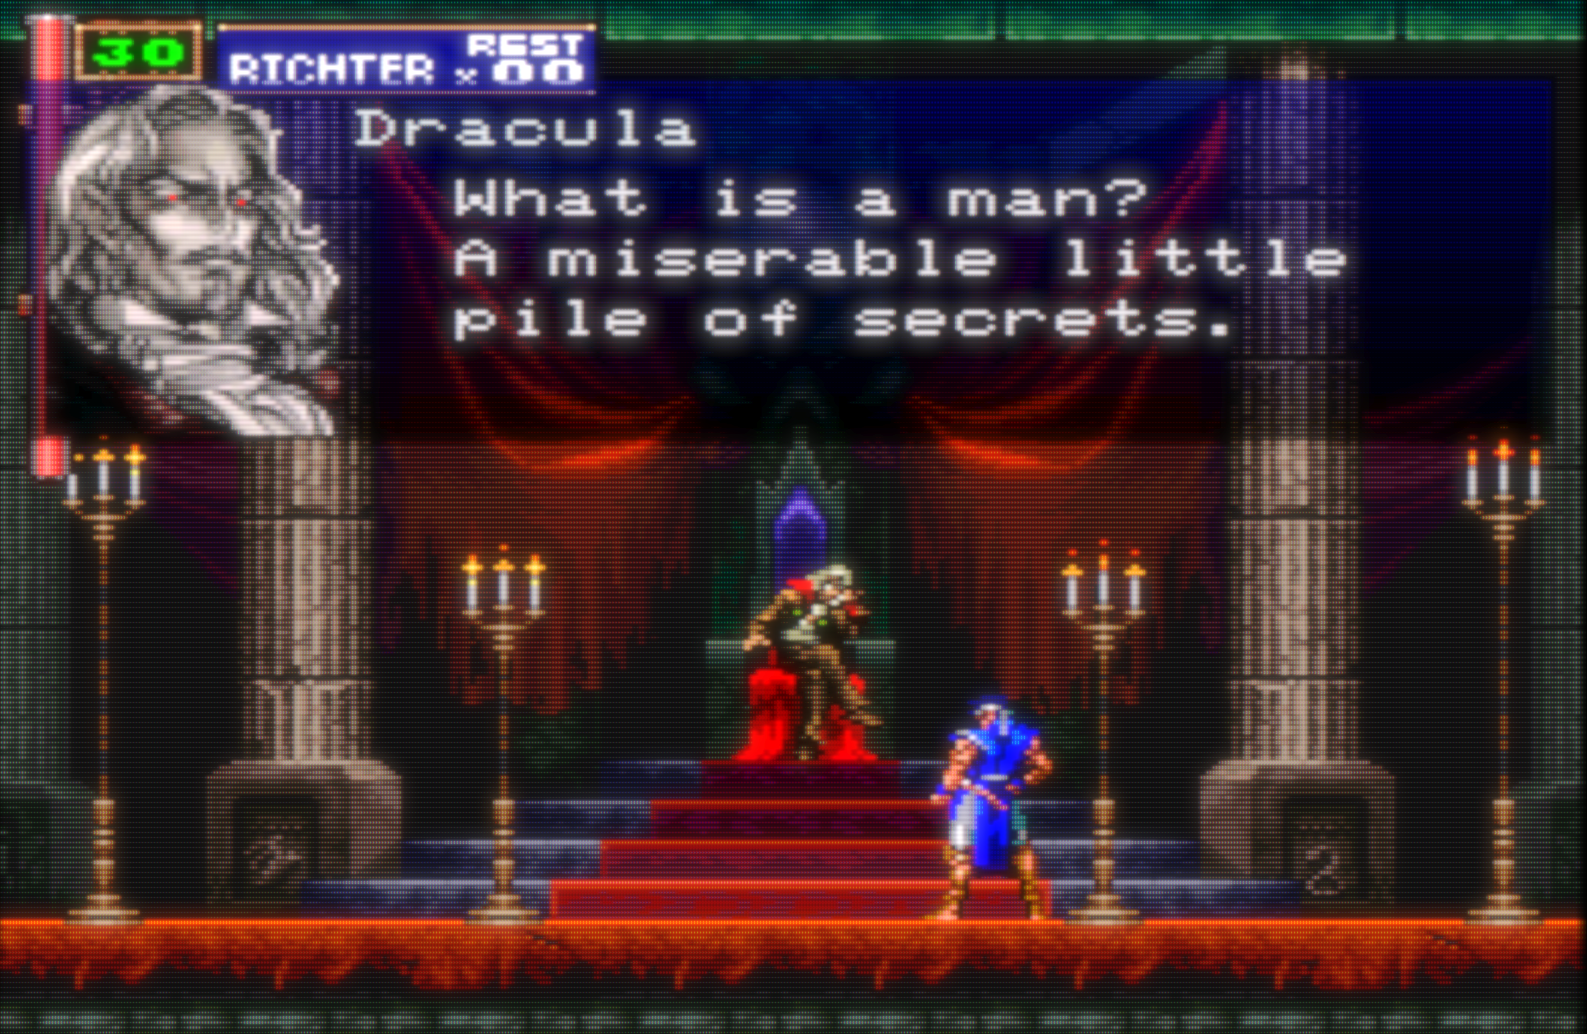 30
REST
RICHTER x 00
Dracula
What is a man?
A miserable little
pile of secrets.